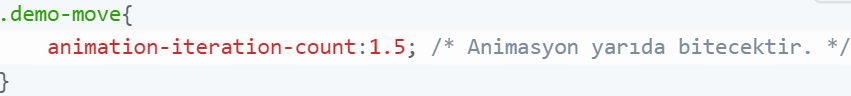 .demo-move{
animation-iteration-count:1.5; /* Animasyon yarıda bitecektir. */
}